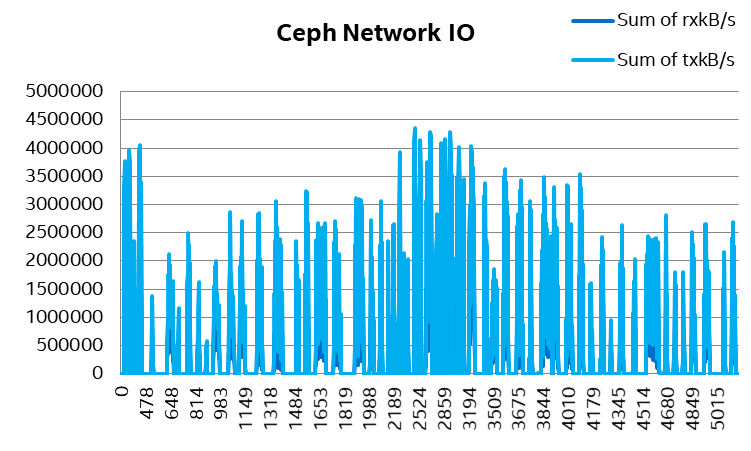 Ceph Network IO
Sum of rxkB/s
Sum of txkB/s
5000000
4500000
4000000
3500000
3000000
2500000
2000000
1500000
1000000
500000
0
0 478 648 814 983 1149 1318 1484 1653 1819 1988 2189 2524 2859 3194 3509 3675 3844 4010 4179 4345 4514 4680 4849 5015